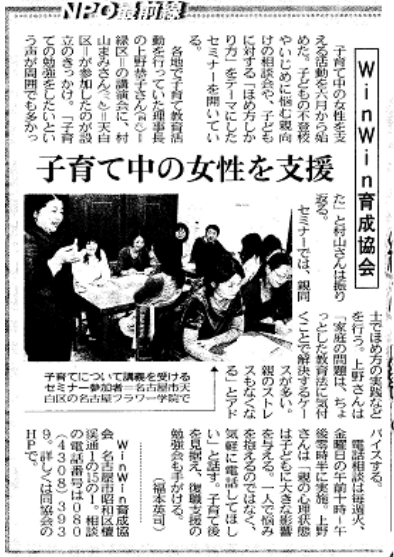 NPO最前線
WinWin育成協会
子育て中の女性を支援
子育て中の女性を支
える活動を六月から始
めた。子どもの不登校
やいじめに悩む親向
けの相談会や、子ども
に対する「ほめ方しか
り方」をテーマにした
セミナーを開いてい
る。
各地で子育て教育活
動を行っていた理事長
の上野恭子さん
緑区＝の講演会に、村
山まみさん＝天白
区＝が参加したのが設
立のきっかけ。「子育
ての勉強をしたいとい
う声が周囲でも多かっ
た」と村山さんは振り
返る。
セミナーでは、親同
士でほめ方の実践など
を行う。上野さんは
「家庭の問題は、ちょ
っとした教育法に気付
くことで解決するケー
スが多い。
親のストレ
スもなくな
る」とアド
バイスする。
電話相談は毎週火、
金曜日の午前十時－午
後零時半に実施。上野
さんは「親の心理状態
は子どもに大きな影響
を与える。一人で悩み
を抱えるのではなく、
気軽に電話してほし
い」と話す。子育て後
を見据え、復職支援の
勉強会も手がける。
（福本英司）
子育てについて講義を受ける
セミナー参加者＝名古屋市天
白区の名古屋フラワー学院で
WinWin育成協
会 名古屋市昭和区檀
渓通1の15の1。相談
の電話番号は080
(4308)393
9。詳しくは同協会の
HPで。